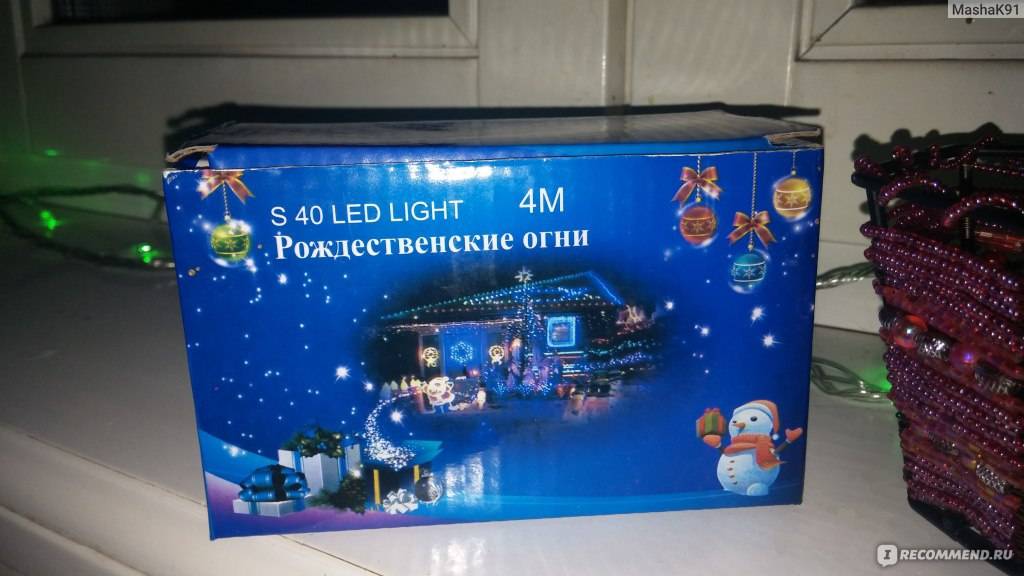 MashaK91
S 40 LED LIGHT 4M
Рождественские огни
I RECOMMEND.RU